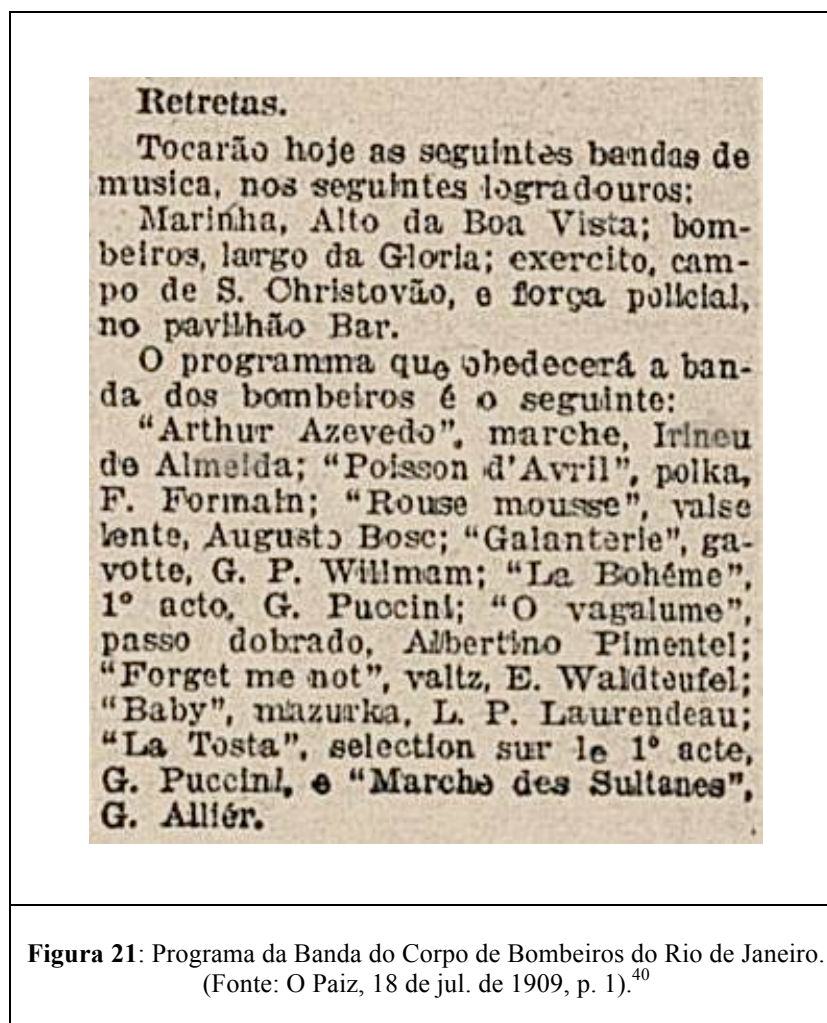 Retretas.
Tocarão hoje as seguintes bandas de
musica, nos seguintes logradouros:
Marinha, Alto da Boa Vista; bom-
beiros, largo da Gloria; exercito, cam-
po de S. Christovão, e força policial,
no pavilhão Bar.
O programma que obedecerá a ban-
da dos bombeiros é o seguinte:
"Arthur Azevedo", marche, Irineu
de Almeida; "Poisson d'Avril", polka,
F. Formain; "Rouse mousse", valse
lente, Augusto Bosc; "Galanterie", ga-
votte, G. P. Willmam; "La Bohéme",
1º acto, G. Puccini; "O vagalume",
passo dobrado, Albertino Pimentel;
"Forget me not", valtz, E. Waldteufel;
"Baby", mazurka, L. P. Laurendeau;
"La Tosta", selection sur le 1º acte,
G. Puccini, e "Marche des Sultanes",
G. Alliér.
Figura 21: Programa da Banda do Corpo de Bombeiros do Rio de Janeiro.
(Fonte: O Paiz, 18 de jul. de 1909, p. 1).40